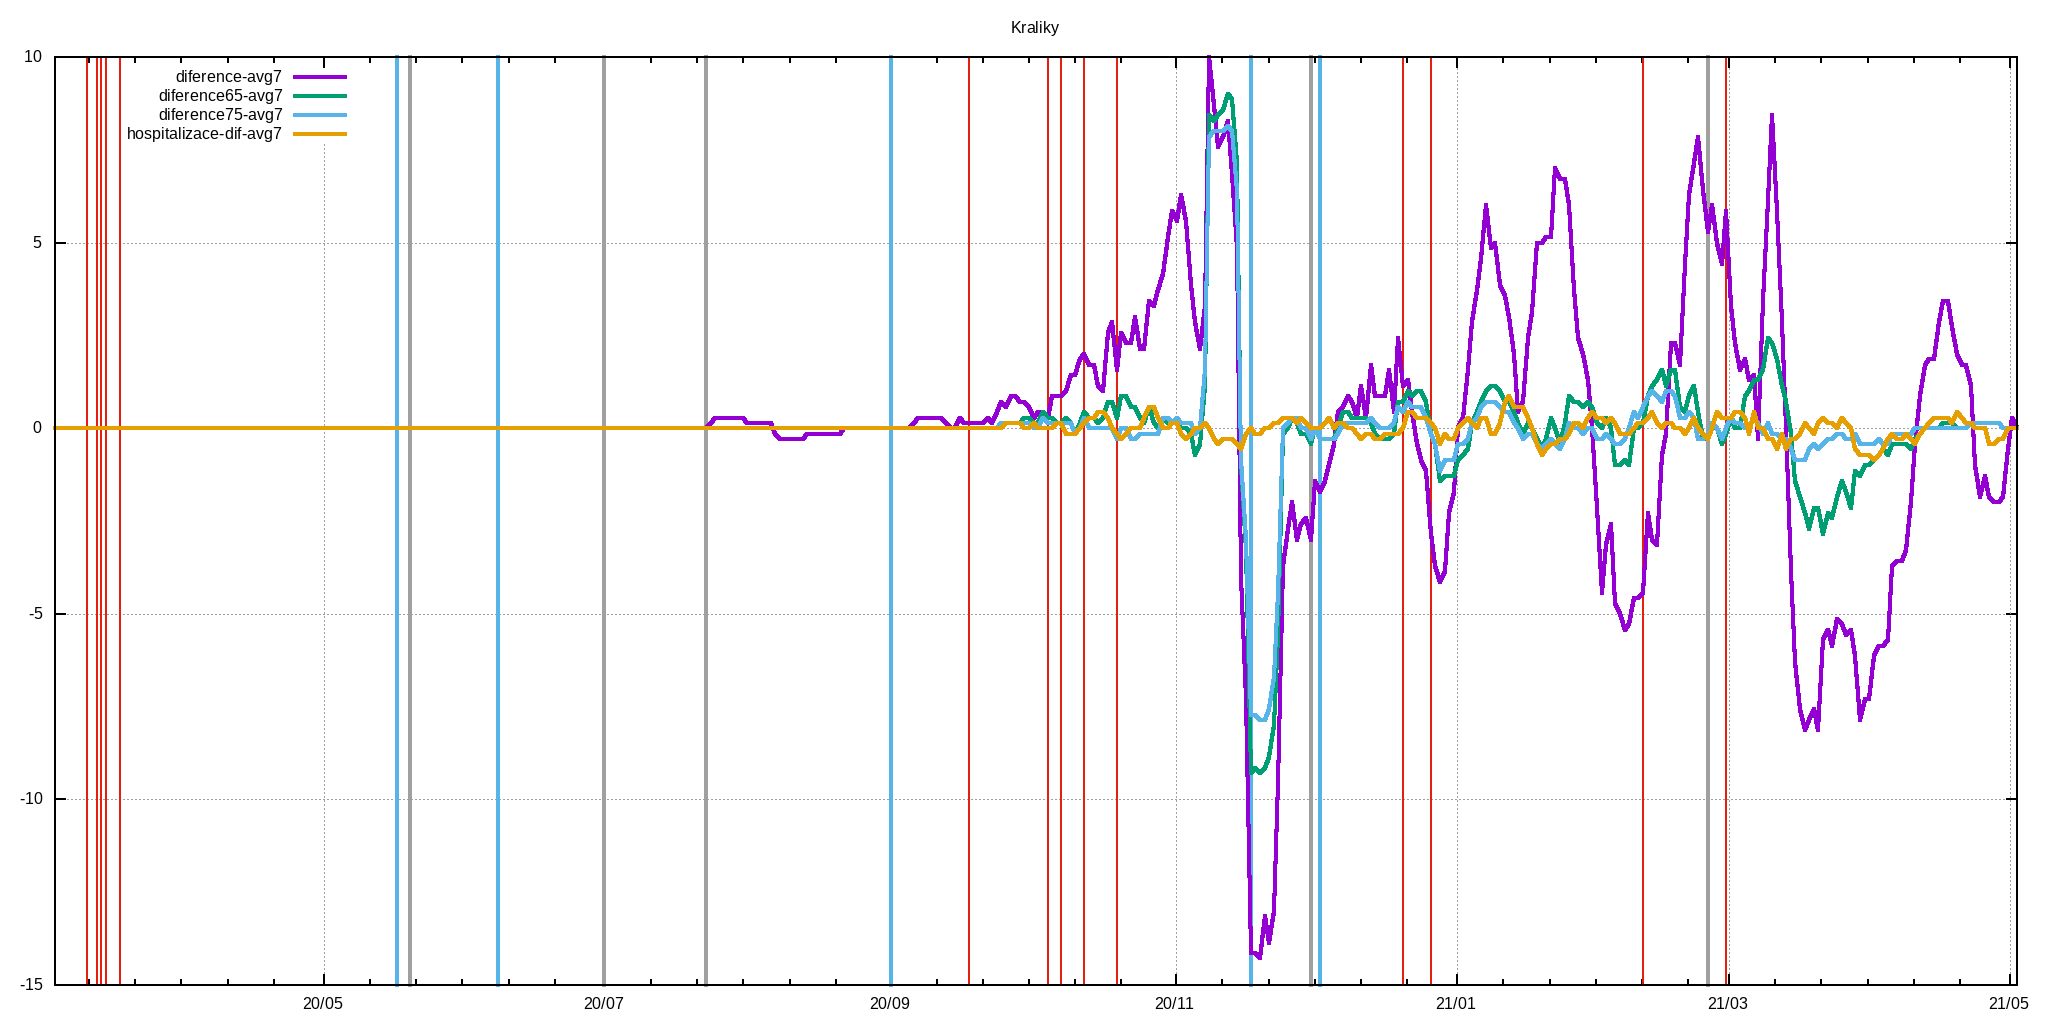 Kraliky
10
diference-avg7
diference65-avg7
diference75-avg7
hospitalizace-dif-avg7
5
0
-5
-10
-15
20/05 20/07 20/09 20/11 21/01 21/03 21/05